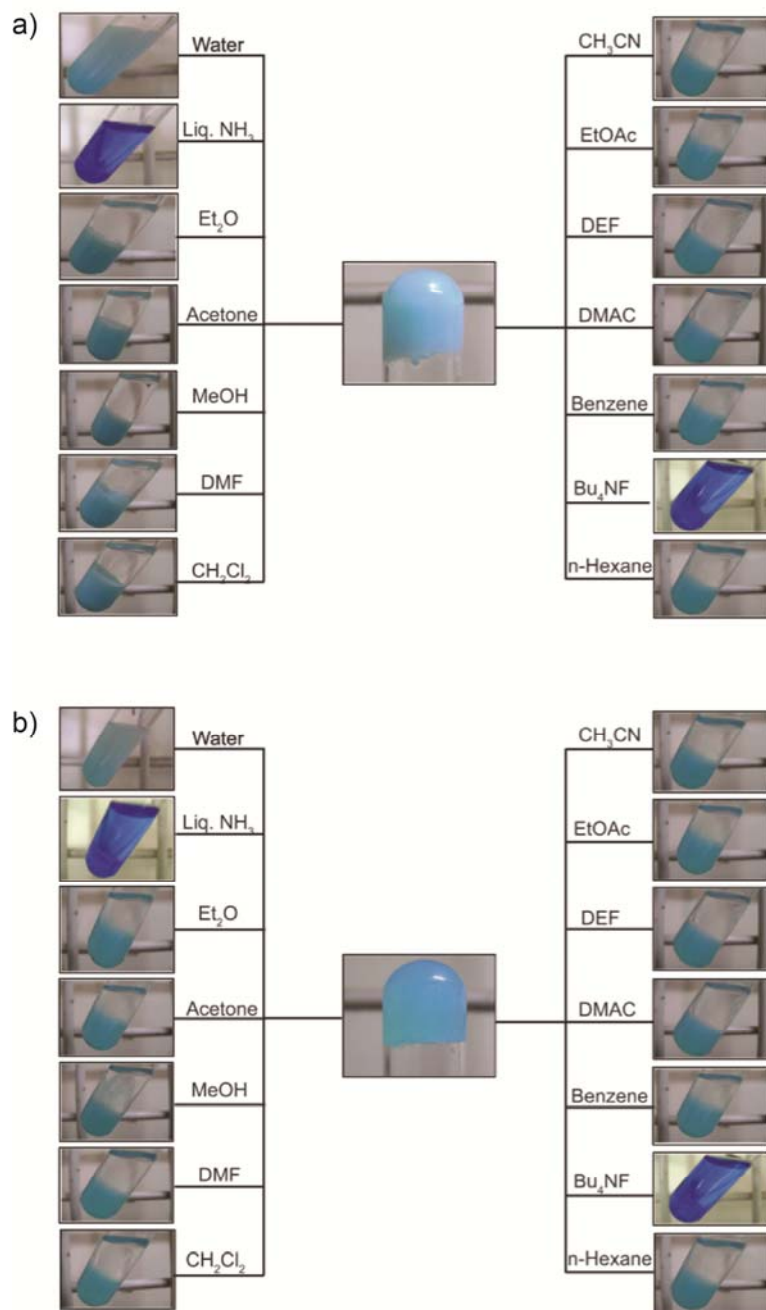 a)
Water
Liq. NH₃
Et₂O
Acetone
MeOH
DMF
CH₂Cl₂
CH₃CN
EtOAc
DEF
DMAC
Benzene
Bu₄NF
n-Hexane
b)
Water
Liq. NH₃
Et₂O
Acetone
MeOH
DMF
CH₂Cl₂
CH₃CN
EtOAc
DEF
DMAC
Benzene
Bu₄NF
n-Hexane